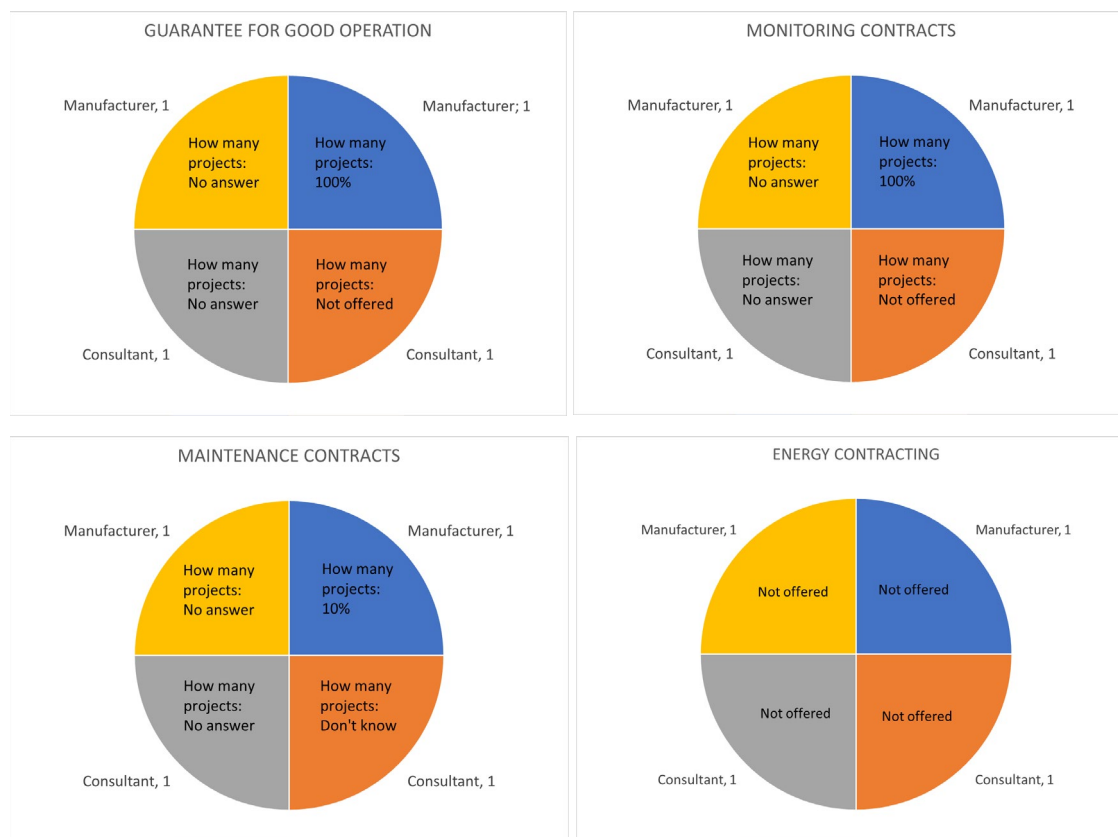 GUARANTEE FOR GOOD OPERATION
Manufacturer, 1
Manufacturer; 1
How many
projects:
No answer
How many
projects:
100%
How many
projects:
No answer
How many
projects:
Not offered
Consultant, 1
Consultant, 1
MONITORING CONTRACTS
Manufacturer, 1
Manufacturer, 1
How many
projects:
No answer
How many
projects:
100%
How many
projects:
No answer
How many
projects:
Not offered
Consultant, 1
Consultant, 1
MAINTENANCE CONTRACTS
Manufacturer, 1
Manufacturer, 1
How many
projects:
No answer
How many
projects:
10%
How many
projects:
No answer
How many
projects:
Don't know
Consultant, 1
Consultant, 1
ENERGY CONTRACTING
Manufacturer, 1
Manufacturer, 1
Not offered
Not offered
Not offered
Not offered
Consultant, 1
Consultant, 1